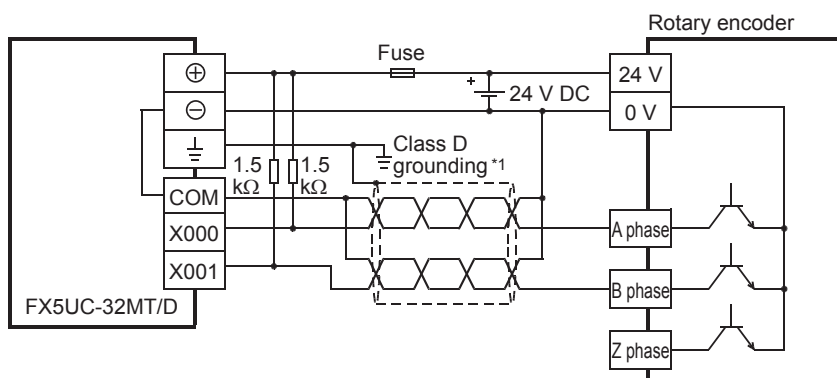 Rotary encoder
Fuse
⊕
⊖
+
24 V DC
24 V
0 V
Class D
grounding *1
1.5
kΩ
1.5
kΩ
COM
X000
X001
A phase
B phase
Z phase
FX5UC-32MT/D